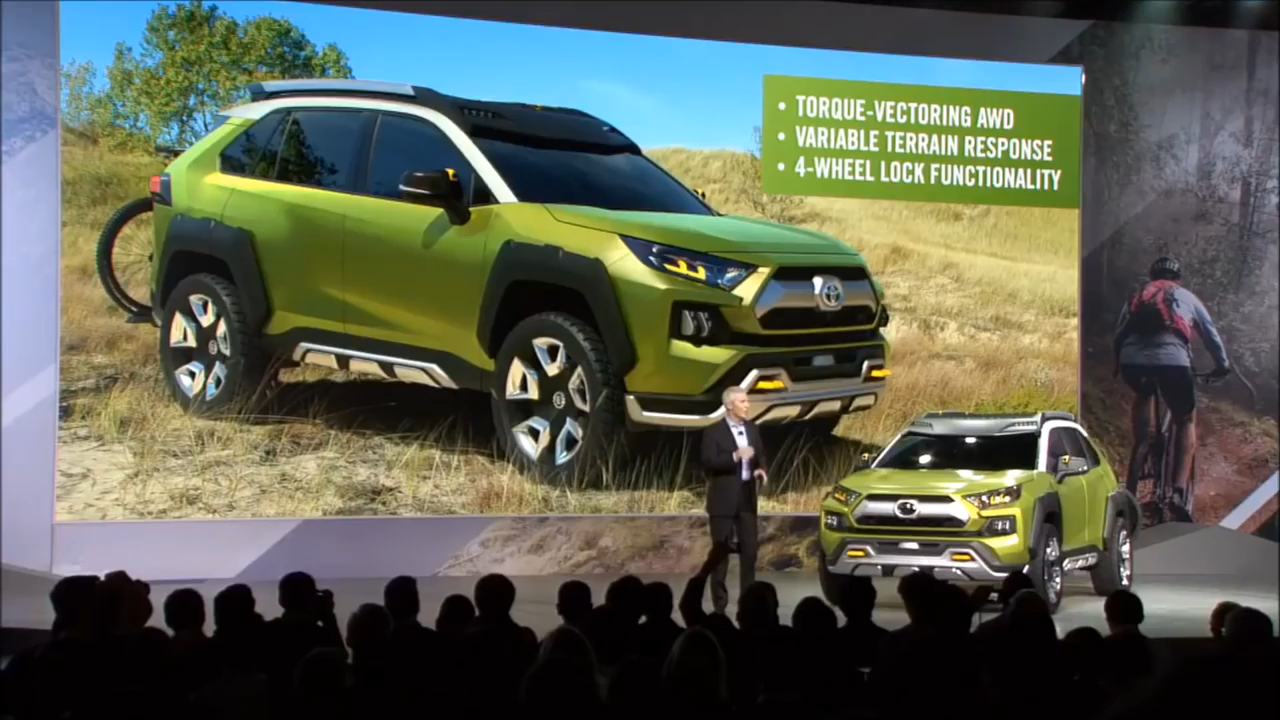 • TORQUE-VECTORING AWD
• VARIABLE TERRAIN RESPONSE
• 4-WHEEL LOCK FUNCTIONALITY